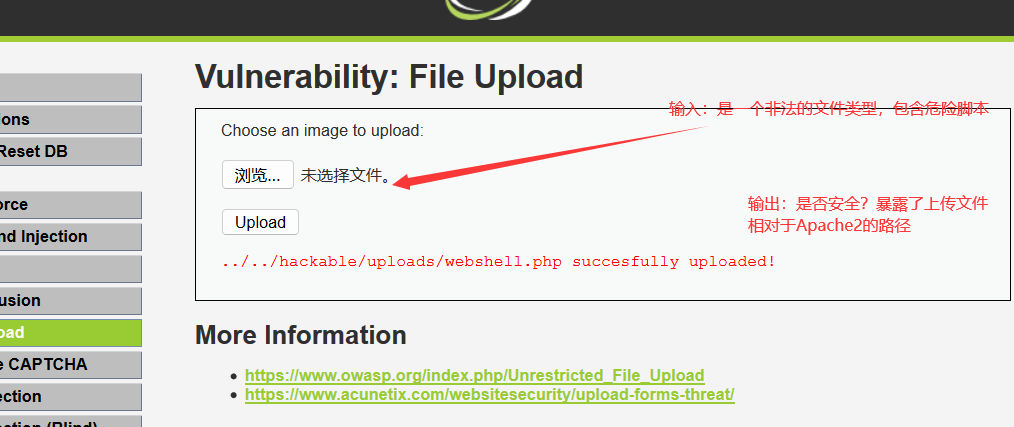 Vulnerability: File Upload
ions
Reset DB
orce
nd Injection
usion
oad
e CAPTCHA
ection
ction (Blind)
Choose an image to upload:
输入：是一个非法的文件类型，包含危险脚本
浏览... 未选择文件。
输出：是否安全？暴露了上传文件
相对于Apache2的路径
Upload
../../hackable/uploads/webshell.php succesfully uploaded!
More Information
https://www.owasp.org/index.php/Unrestricted_File_Upload
https://www.acunetix.com/websitesecurity/upload-forms-threat/